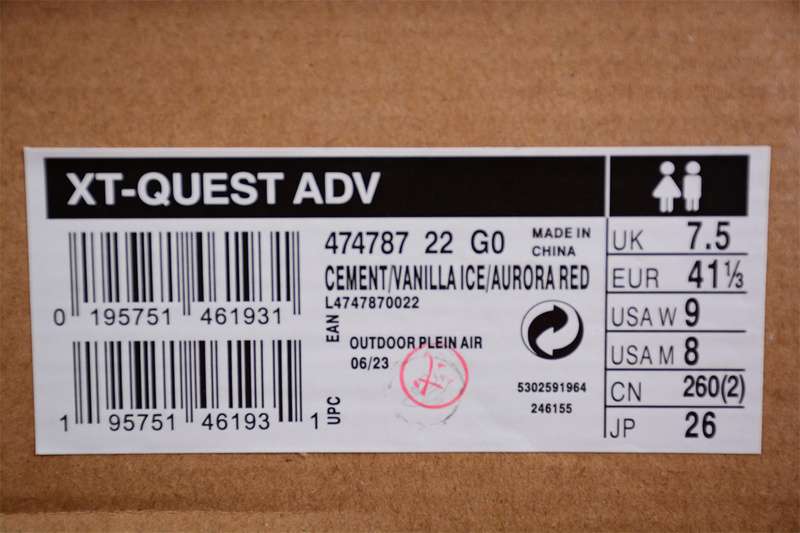 XT-QUEST ADV
474787 22 G0
MADE IN
CHINA
CEMENT/VANILLA ICE/AURORA RED
L4747870022
0 195751 461931
EAN
OUTDOOR PLEIN AIR
06/23
5302591964
246155
1 95751 46193 1
UPC
UK 7.5
EUR 41⅓
USA W 9
USA M 8
CN 260(2)
JP 26